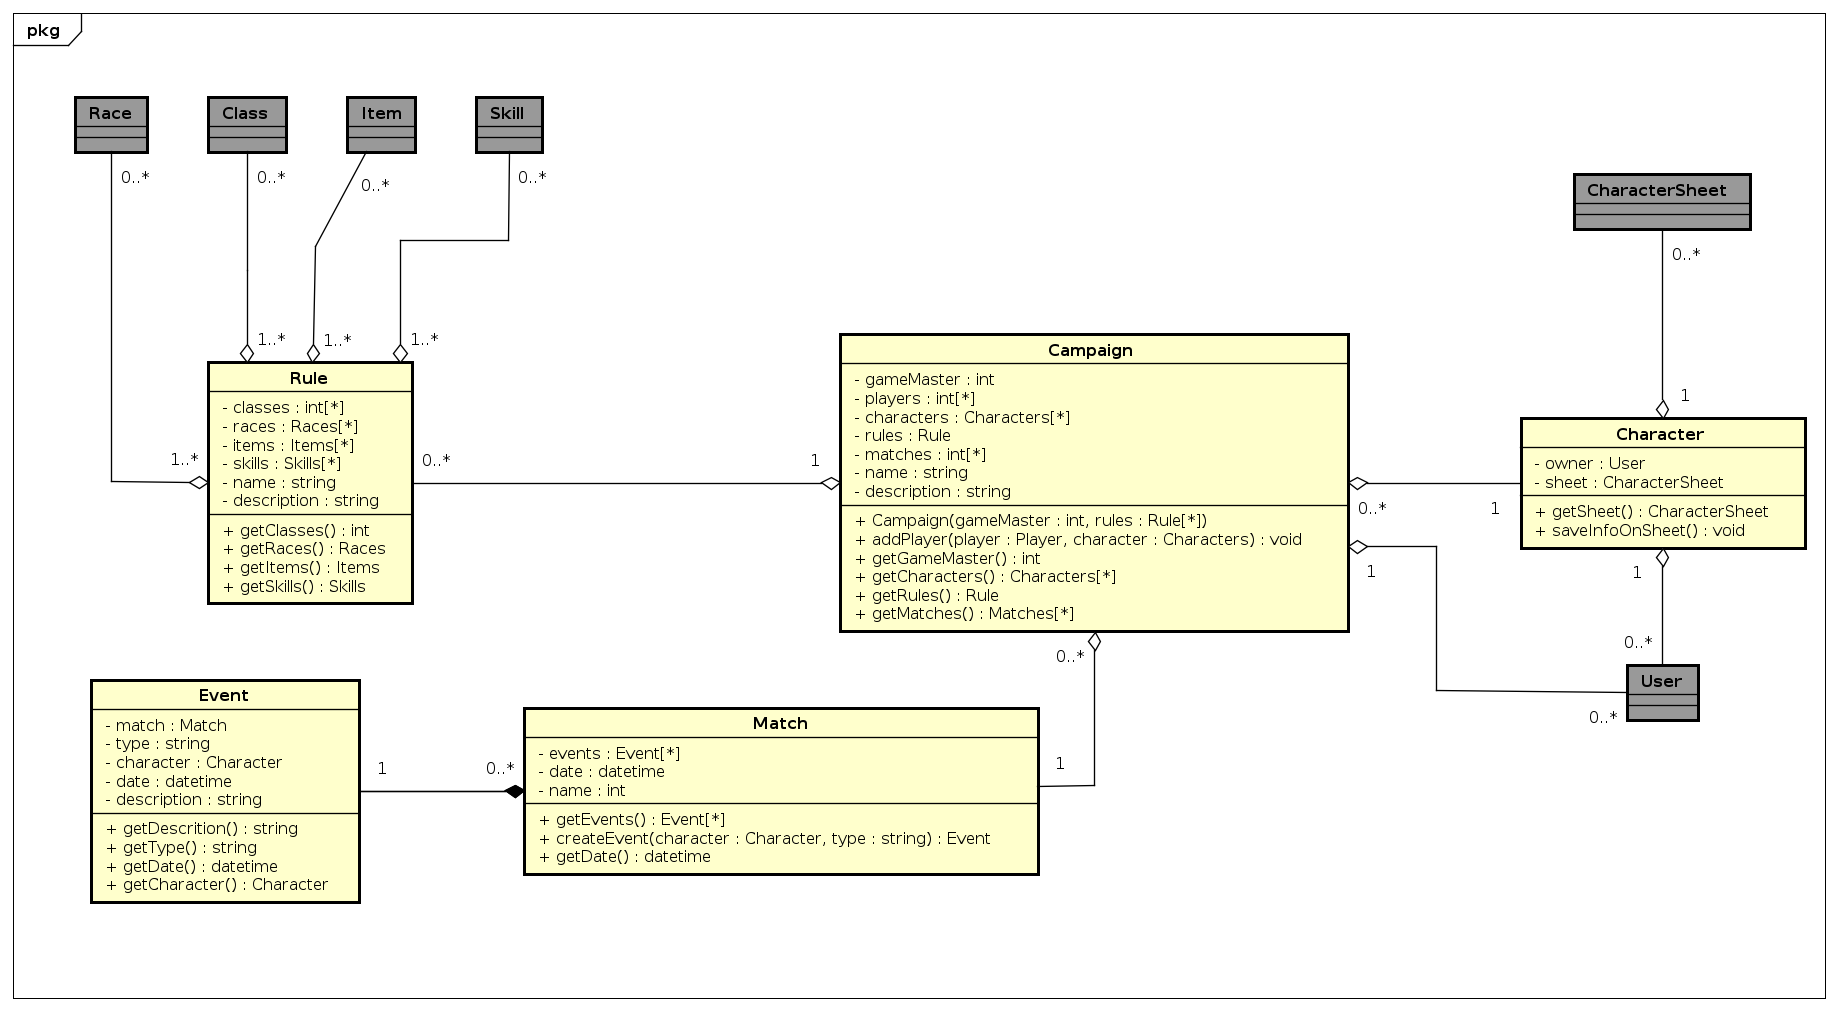 pkg
Race
Class
Item
Skill
0..*
0..*
0..*
0..*
CharacterSheet
0..*
1..*
1..*
1..*
1..*
Rule
- classes : int[*]
- races : Races[*]
- items : Items[*]
- skills : Skills[*]
- name : string
- description : string
+ getClasses() : int
+ getRaces() : Races
+ getItems() : Items
+ getSkills() : Skills
0..*
1
Campaign
- gameMaster : int
- players : int[*]
- characters : Characters[*]
- rules : Rule
- matches : int[*]
- name : string
- description : string
+ Campaign(gameMaster : int, rules : Rule[*])
+ addPlayer(player : Player, character : Characters) : void
+ getGameMaster() : int
+ getCharacters() : Characters[*]
+ getRules() : Rule
+ getMatches() : Matches[*]
0..*
1
1
1
Character
- owner : User
- sheet : CharacterSheet
+ getSheet() : CharacterSheet
+ saveInfoOnSheet() : void
1
0..*
User
0..*
0..*
1
Event
- match : Match
- type : string
- character : Character
- date : datetime
- description : string
+ getDescrition() : string
+ getType() : string
+ getDate() : datetime
+ getCharacter() : Character
1
0..*
Match
- events : Event[*]
- date : datetime
- name : int
+ getEvents() : Event[*]
+ createEvent(character : Character, type : string) : Event
+ getDate() : datetime